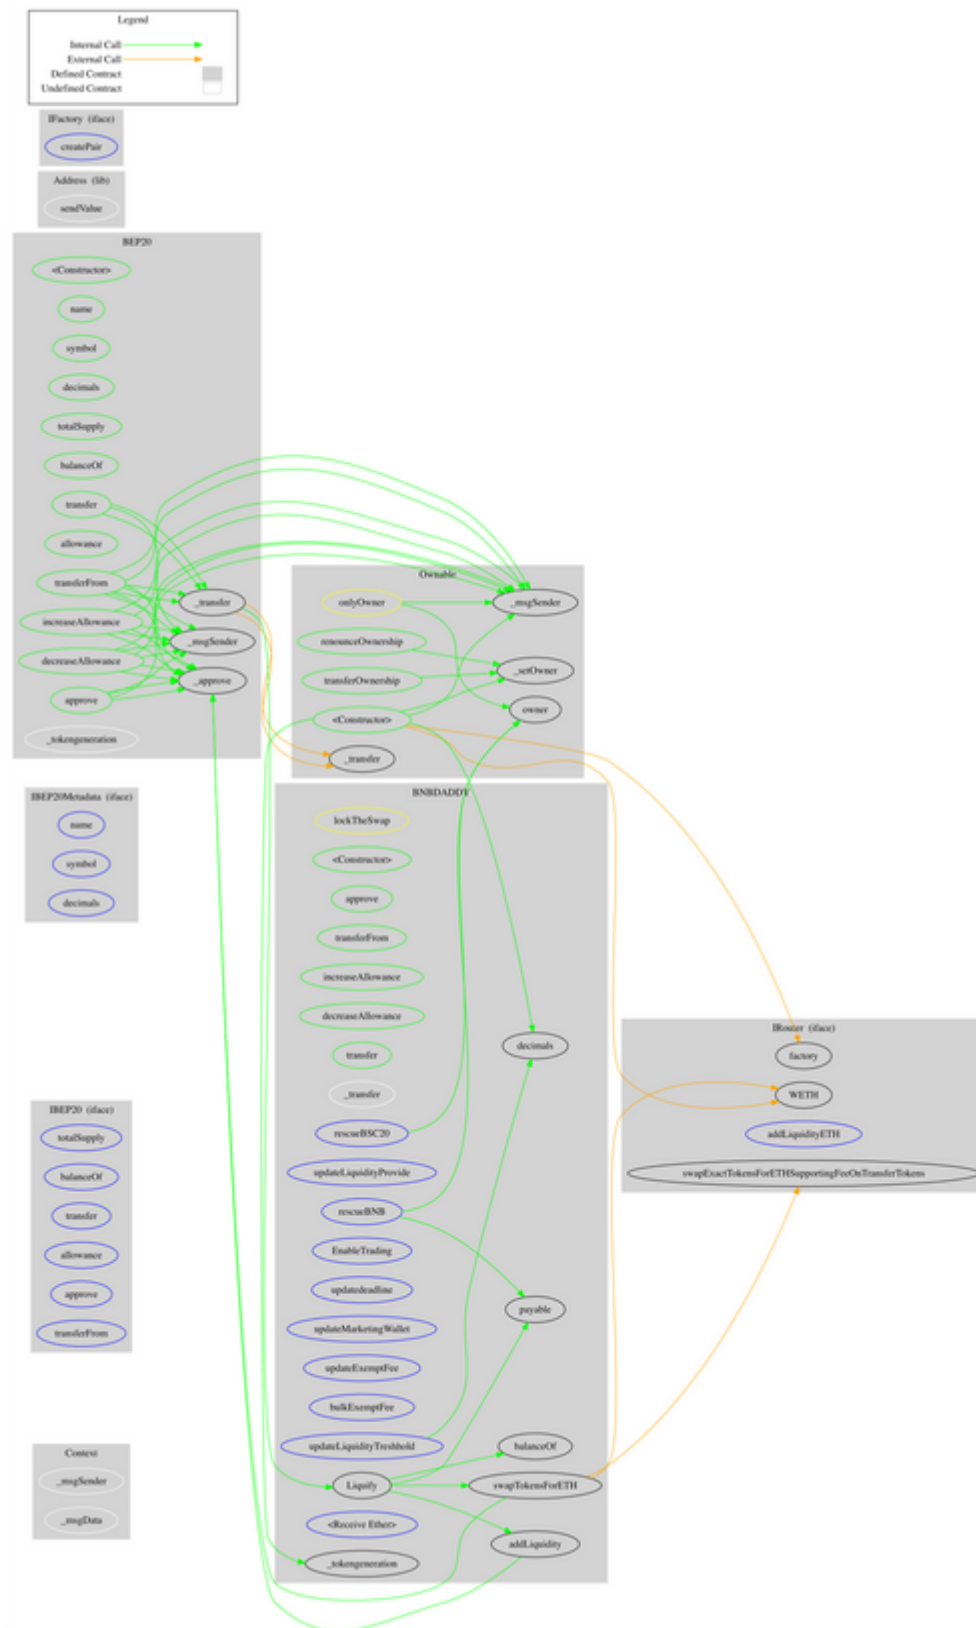 Legend
Internal Call
External Call
Defined Contract
Undefined Contract
IFactory (iface)
createPair
Address (lib)
sendValue
BEP20
<Constructor>
name
symbol
decimals
totalSupply
balanceOf
transfer
allowance
transferFrom
increaseAllowance
decreaseAllowance
approve
_tokengeneration
_transfer
_msgSender
_approve
Ownable
onlyOwner
renounceOwnership
transferOwnership
<Constructor>
_transfer
_msgSender
_setOwner
owner
IBEP20Metadata (iface)
name
symbol
decimals
BNBDADDY
lockTheSwap
<Constructor>
approve
transferFrom
increaseAllowance
decreaseAllowance
transfer
_transfer
rescueBSC20
updateLiquidityProvide
rescueBNB
EnableTrading
updatedeadline
updateMarketingWallet
updateExemptFee
bulkExemptFee
updateLiquidityTreshhold
Liquify
<Receive Ether>
_tokengeneration
decimals
payable
balanceOf
swapTokensForETH
addLiquidity
IRouter (iface)
factory
WETH
addLiquidityETH
swapExactTokensForETHSupportingFeeOnTransferTokens
IBEP20 (iface)
totalSupply
balanceOf
transfer
allowance
approve
transferFrom
Context
_msgSender
_msgData